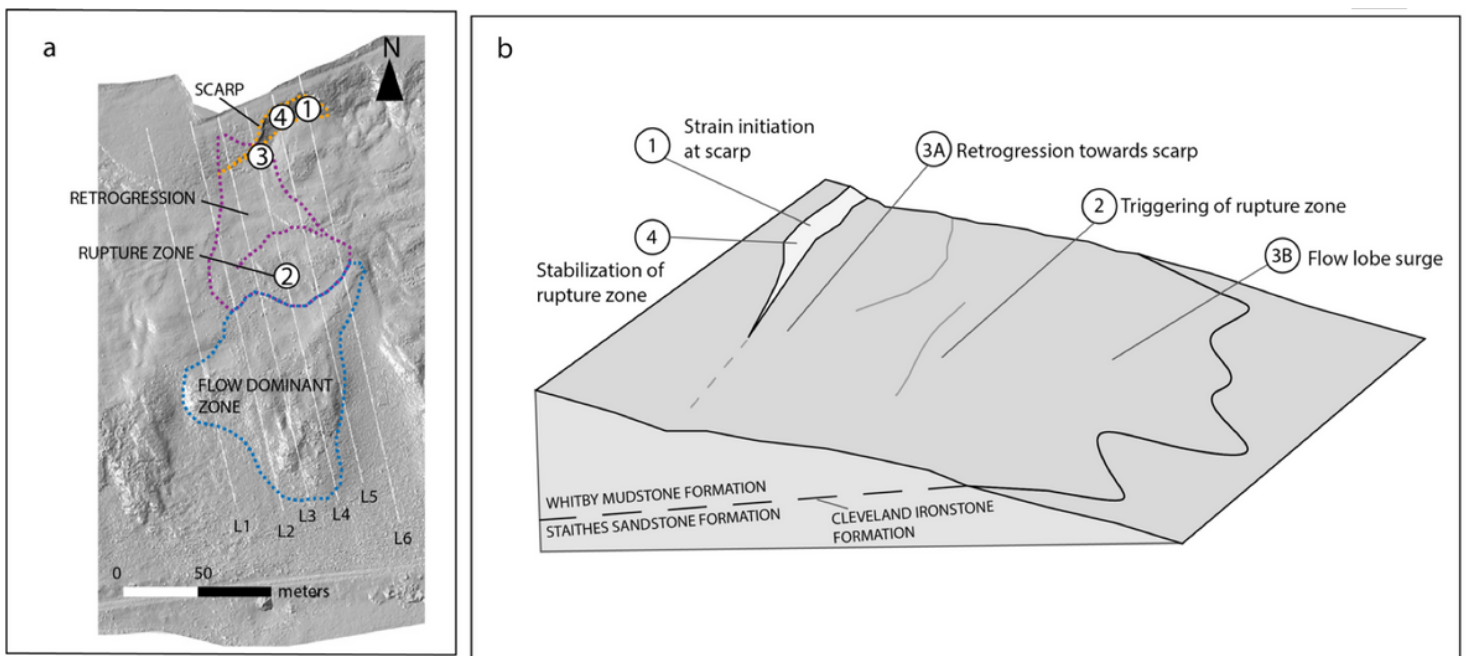 a
N
SCARP
4
1
3
RETROGRESSION
RUPTURE ZONE
2
FLOW DOMINANT
ZONE
L1
L2
L3
L4
L5
L6
0
50
meters
b
1
Strain initiation
at scarp
3A Retrogression towards scarp
2 Triggering of rupture zone
4
Stabilization of
rupture zone
3B Flow lobe surge
WHITBY MUDSTONE FORMATION
STAITHES SANDSTONE FORMATION
CLEVELAND IRONSTONE
FORMATION